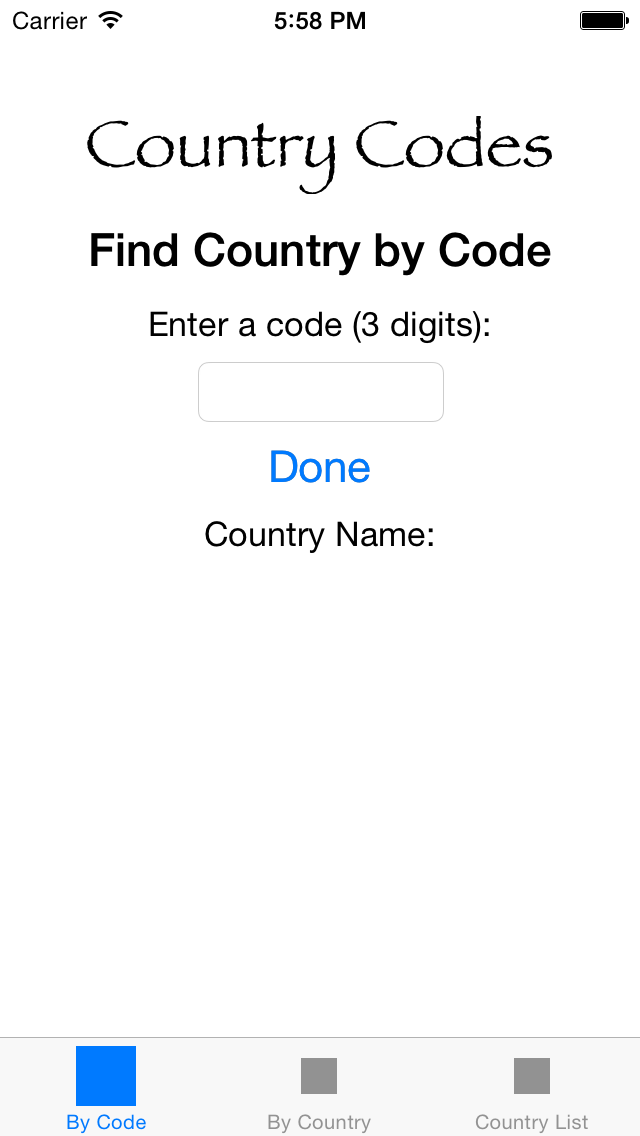 Carrier 5:58 PM
Country Codes
Find Country by Code
Enter a code (3 digits):
Done
Country Name:
By Code By Country Country List